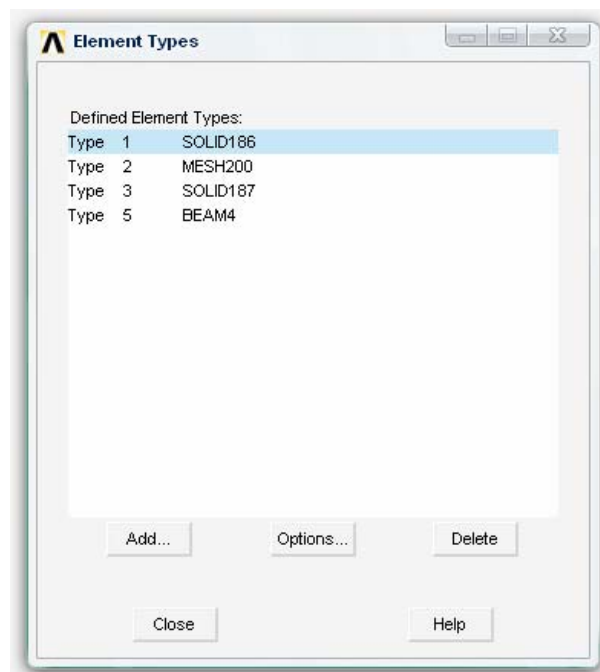 Element Types
Defined Element Types:
Type 1 SOLID186
Type 2 MESH200
Type 3 SOLID187
Type 5 BEAM4
Add... Options... Delete
Close Help